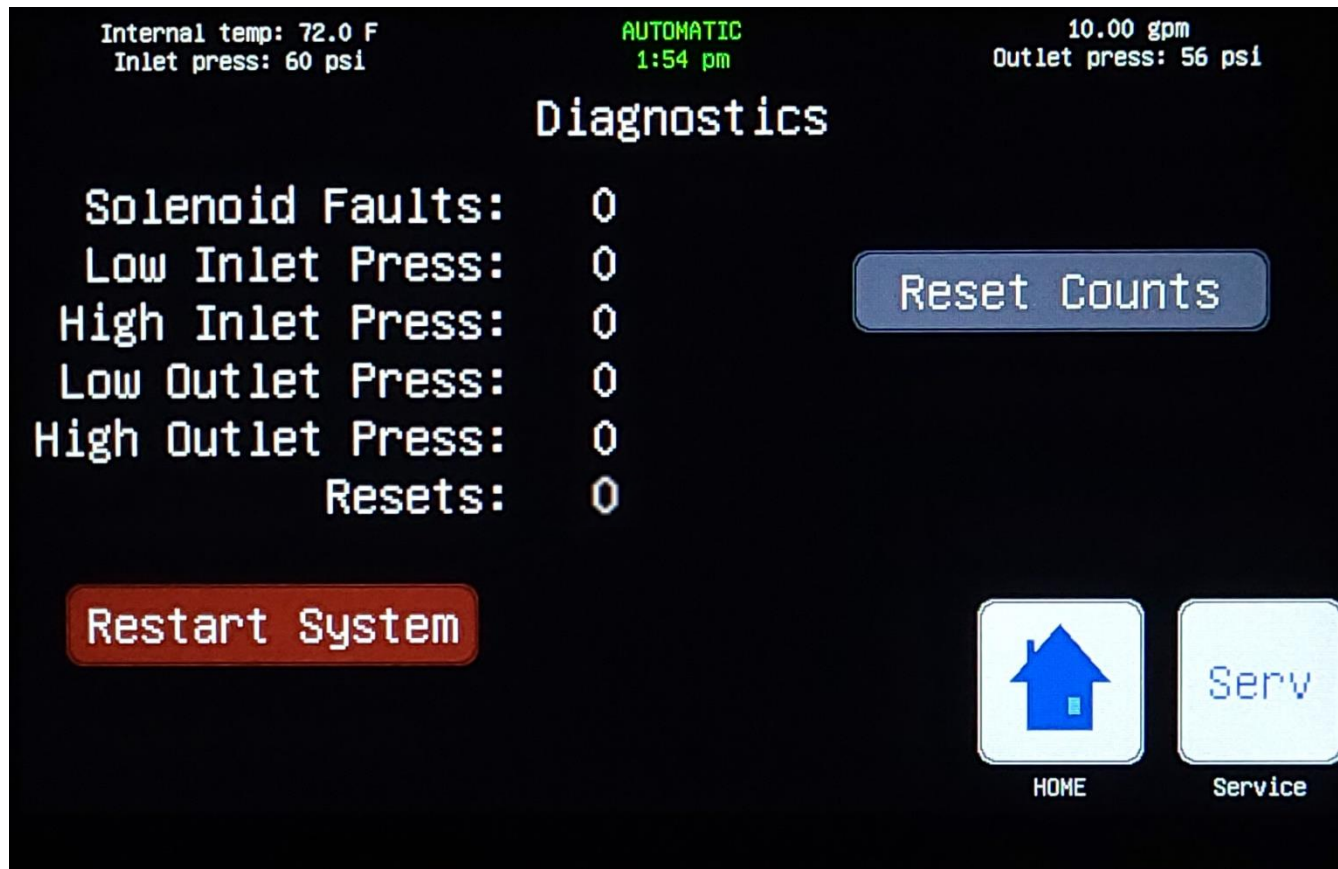 Internal temp: 72.0 F
Inlet press: 60 psi
AUTOMATIC
1:54 pm
10.00 gpm
Outlet press: 56 psi
Diagnostics
Solenoid Faults: 0
Low Inlet Press: 0
High Inlet Press: 0
Low Outlet Press: 0
High Outlet Press: 0
Resets: 0
Reset Counts
Restart System
Serv
HOME
Service